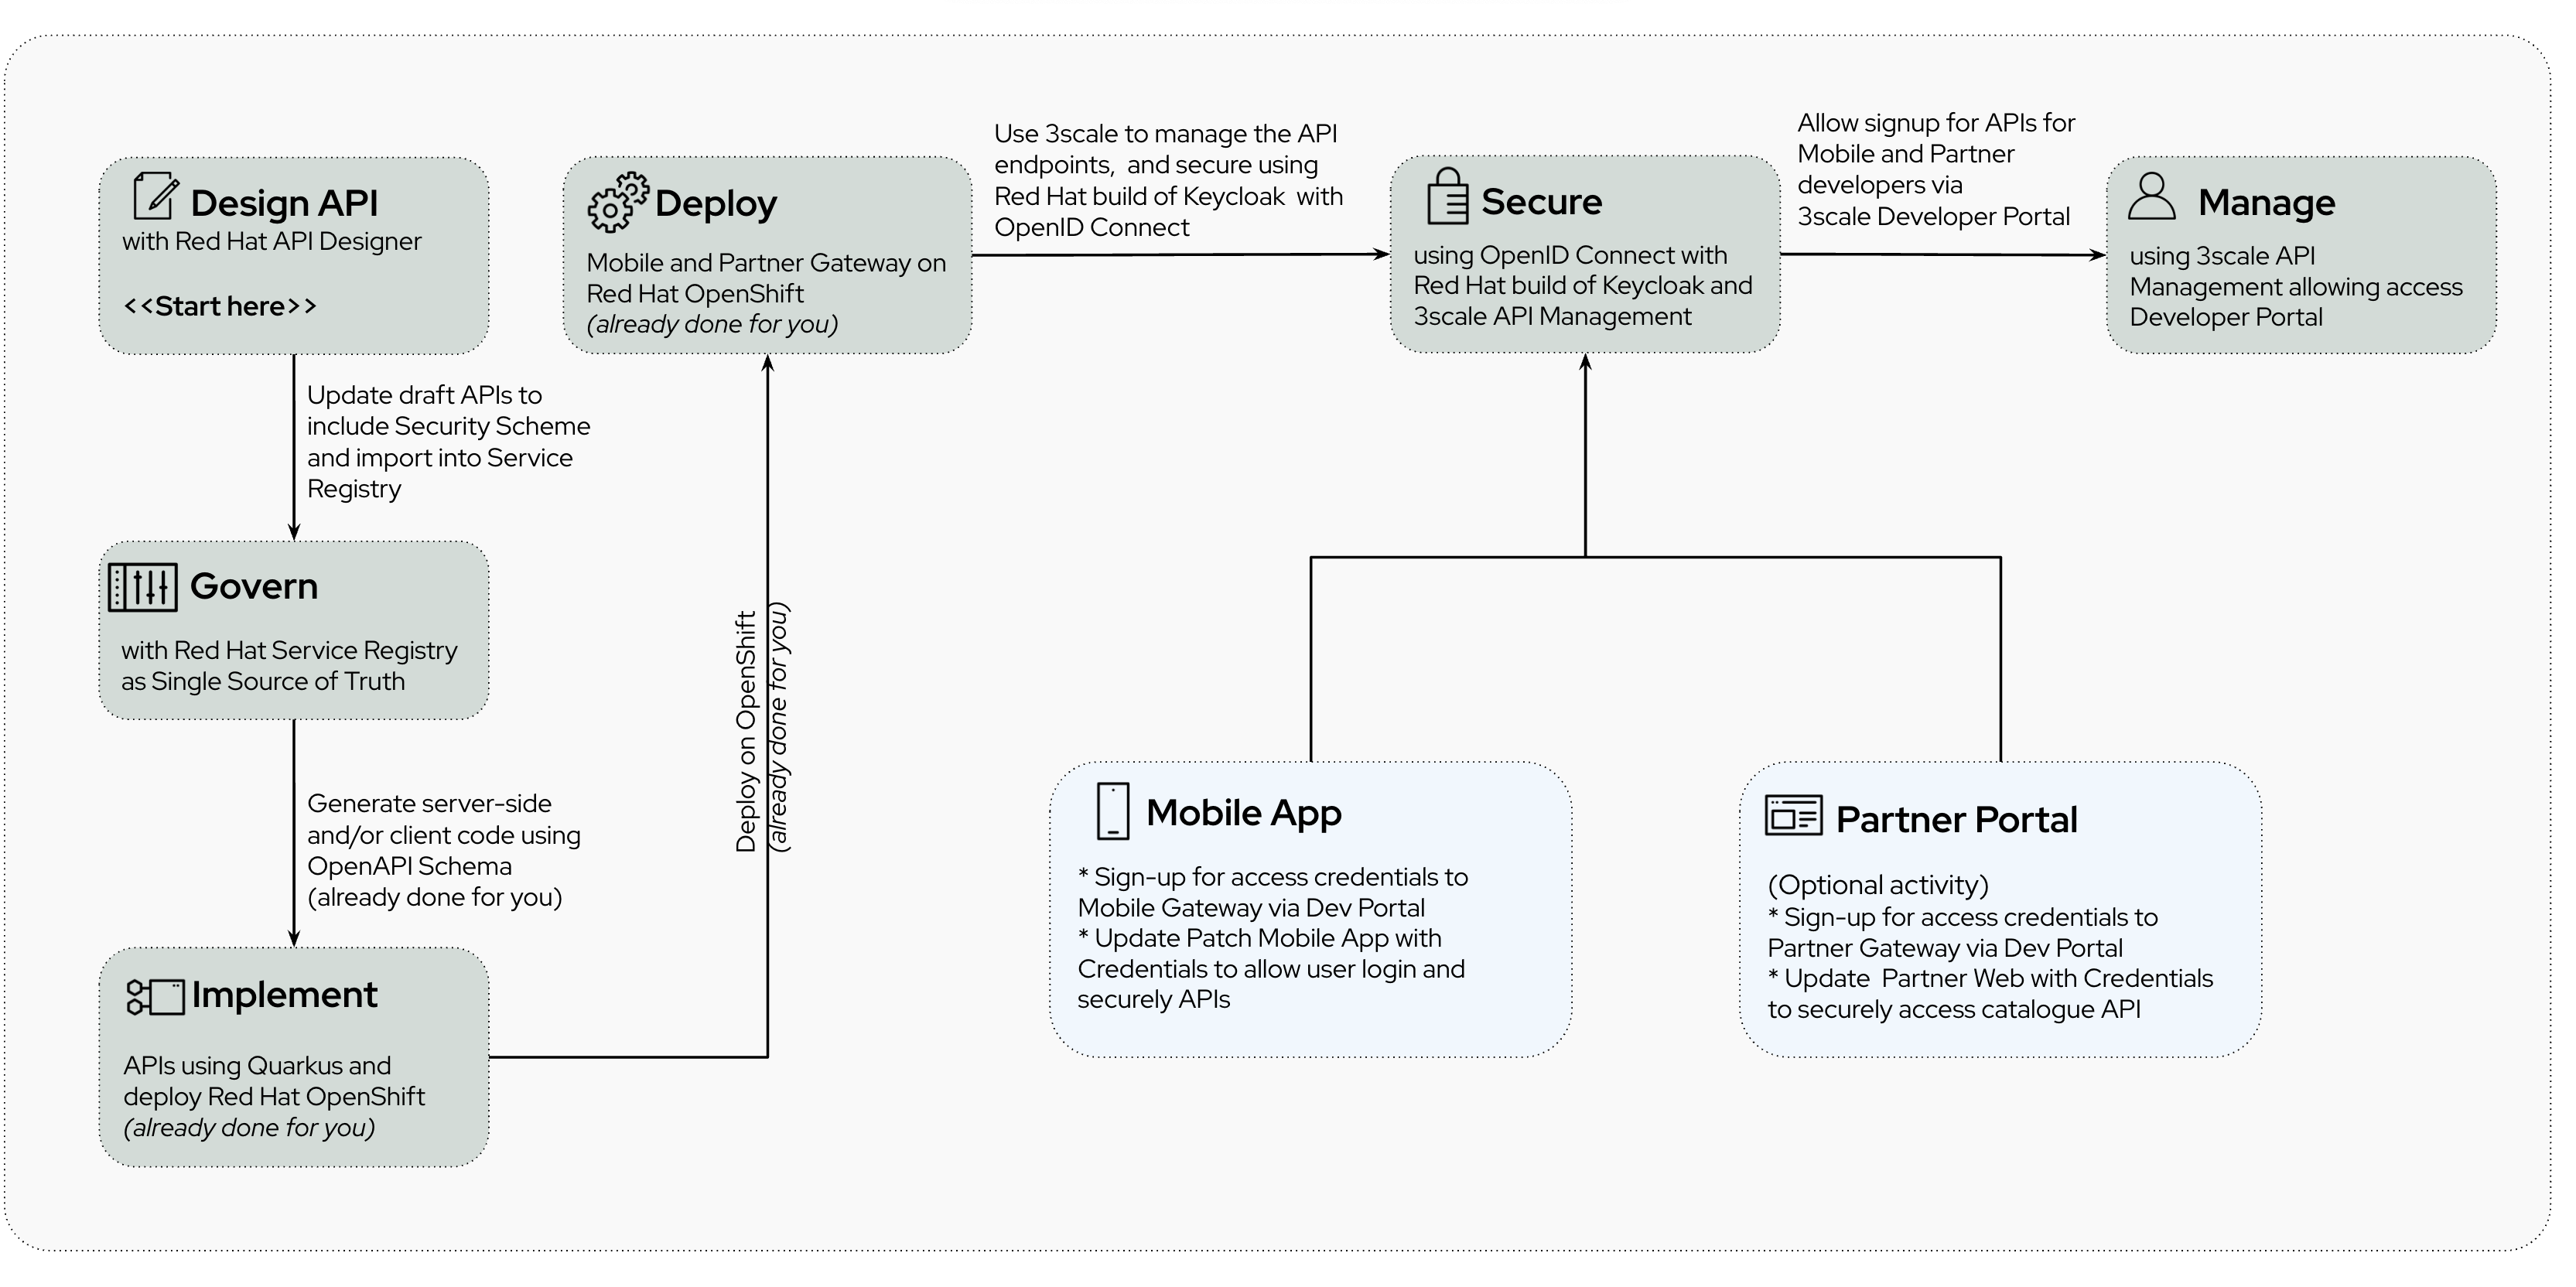 Design API
with Red Hat API Designer
<<Start here>>
Update draft APIs to
include Security Scheme
and import into Service
Registry
Govern
with Red Hat Service Registry
as Single Source of Truth
Generate server-side
and/or client code using
OpenAPI Schema
(already done for you)
Implement
APIs using Quarkus and
deploy Red Hat OpenShift
(already done for you)
Deploy on OpenShift
(already done for you)
Deploy
Mobile and Partner Gateway on
Red Hat OpenShift
(already done for you)
Use 3scale to manage the API
endpoints, and secure using
Red Hat build of Keycloak with
OpenID Connect
Secure
using OpenID Connect with
Red Hat build of Keycloak and
3scale API Management
Allow signup for APIs for
Mobile and Partner
developers via
3scale Developer Portal
Manage
using 3scale API
Management allowing access
Developer Portal
Mobile App
* Sign-up for access credentials to
Mobile Gateway via Dev Portal
* Update Patch Mobile App with
Credentials to allow user login and
securely APIs
Partner Portal
(Optional activity)
* Sign-up for access credentials to
Partner Gateway via Dev Portal
* Update Partner Web with Credentials
to securely access catalogue API